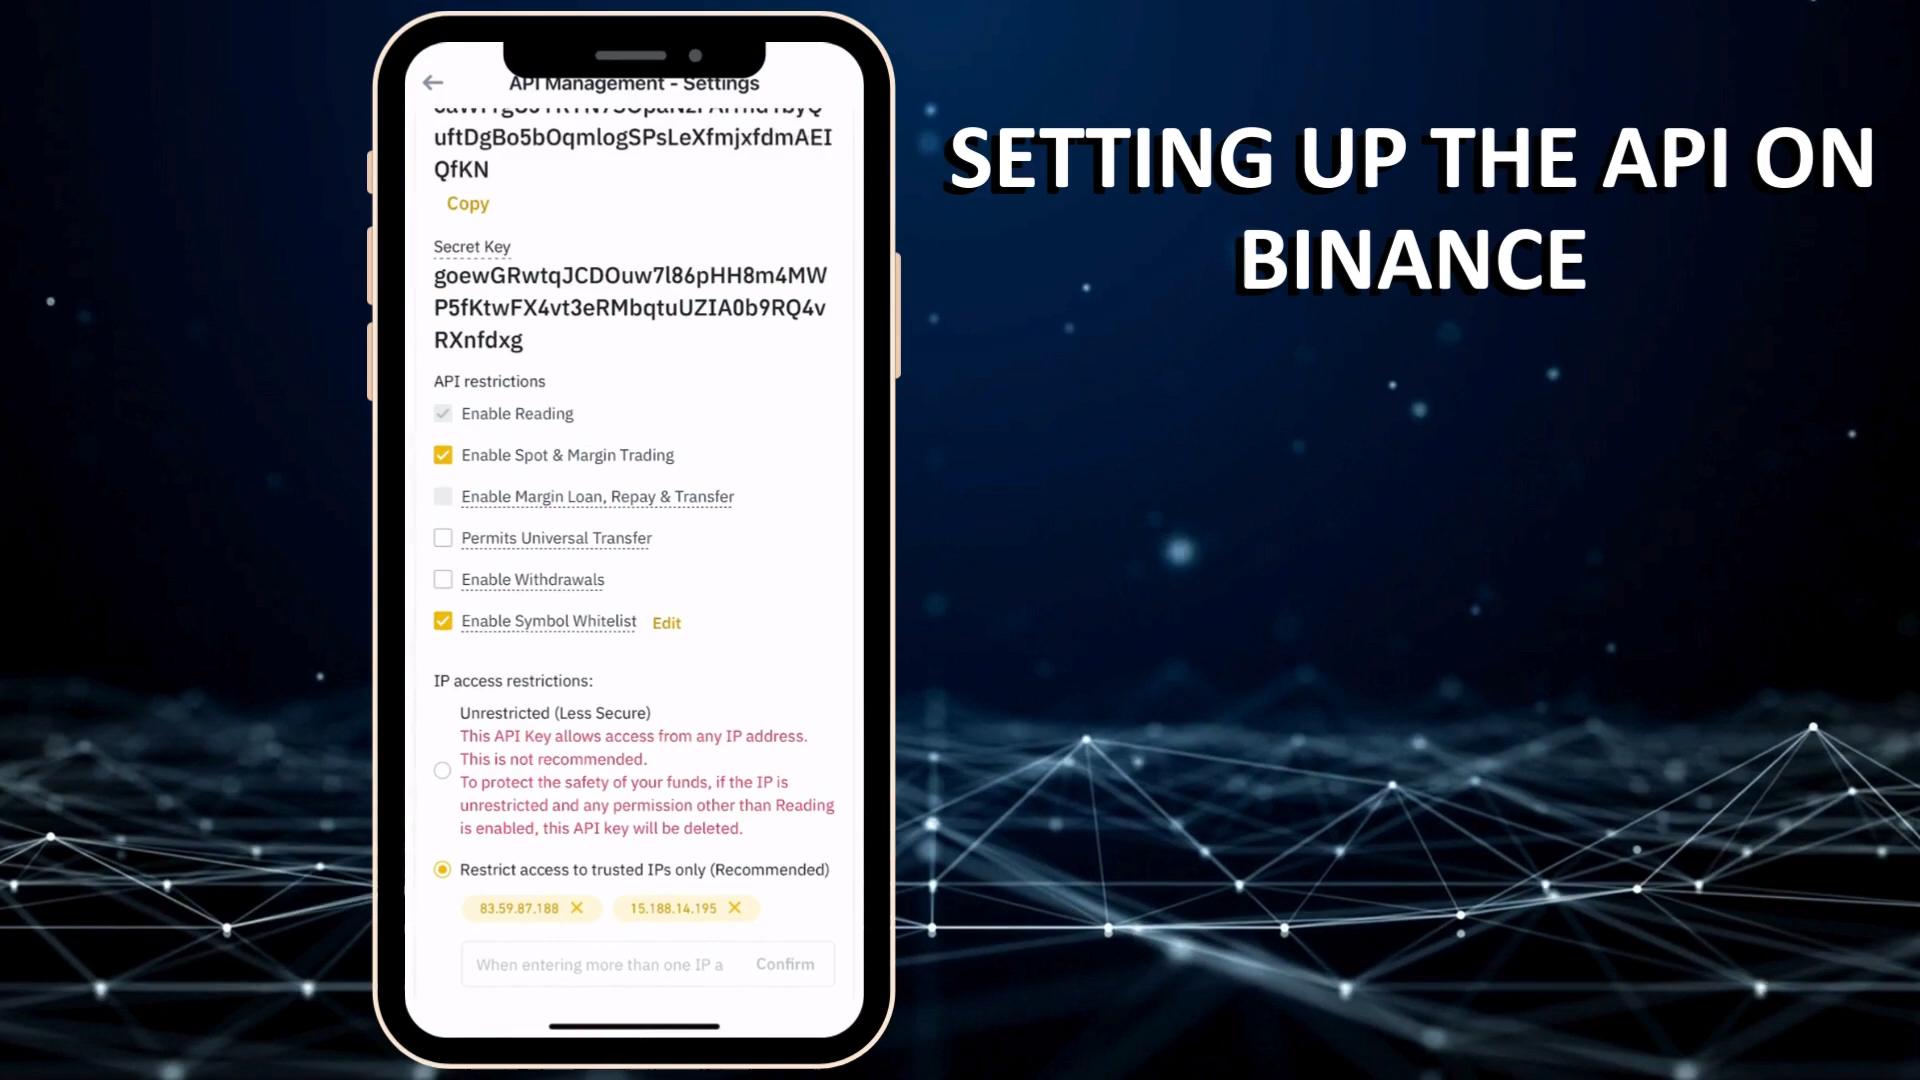 SETTING UP THE API ON
BINANCE
API Management - Settings
uftDgBo5bOqmlogSPsLeXfmjxfdmAEI
QfKN
Copy
Secret Key
goewGRwtqJCDOuw7l86pHH8m4MW
P5fKtwFX4vt3eRMbqtuUZIA0b9RQ4v
RXnfdxg
API restrictions
Enable Reading
Enable Spot & Margin Trading
Enable Margin Loan, Repay & Transfer
Permits Universal Transfer
Enable Withdrawals
Enable Symbol Whitelist Edit
IP access restrictions:
Unrestricted (Less Secure)
This API Key allows access from any IP address.
This is not recommended.
To protect the safety of your funds, if the IP is
unrestricted and any permission other than Reading
is enabled, this API key will be deleted.
Restrict access to trusted IPs only (Recommended)
83.59.87.188 15.188.14.195
When entering more than one IP a Confirm